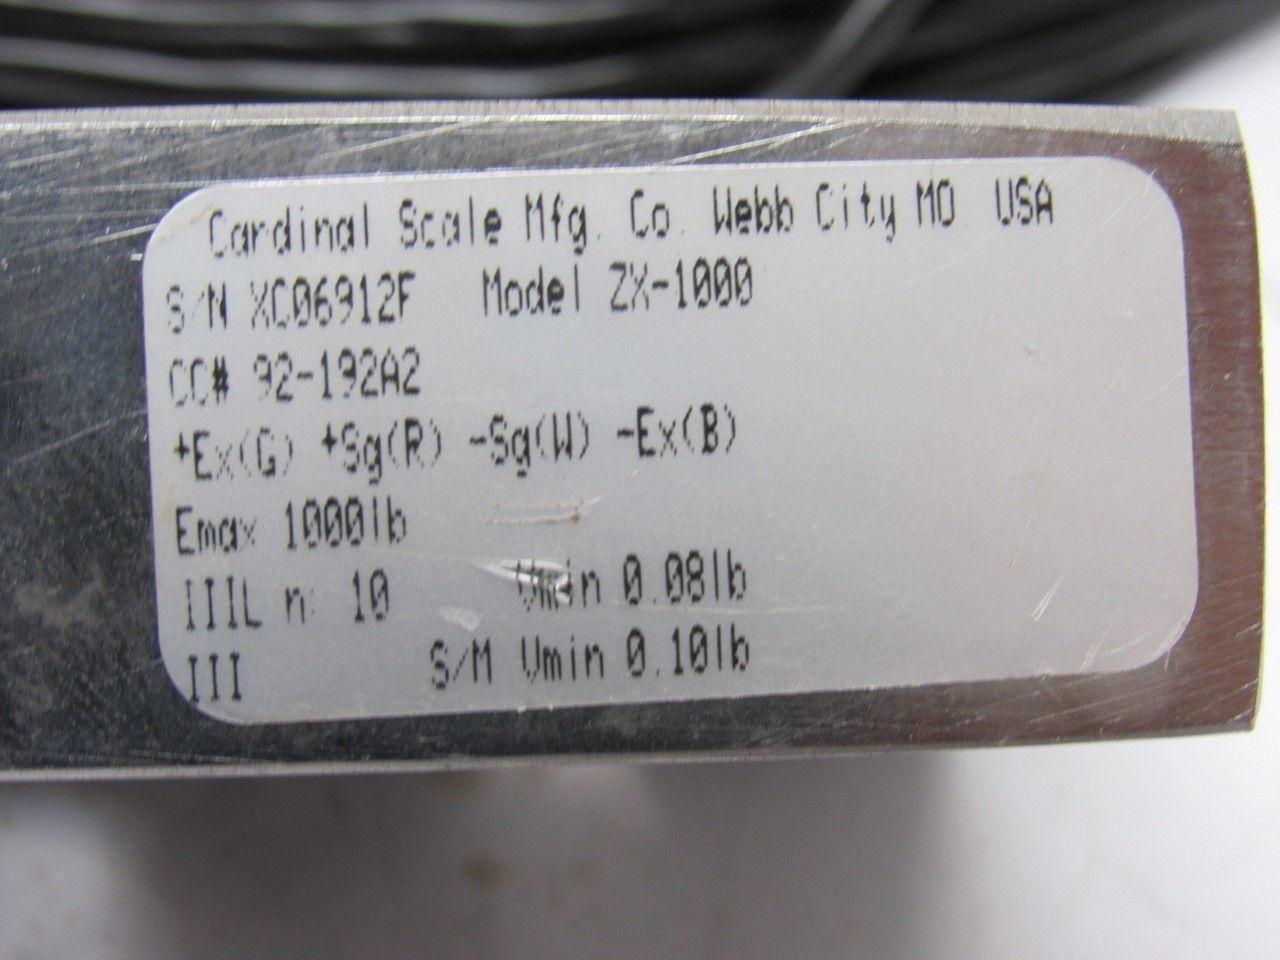 Cardinal Scale Mfg. Co. Webb City MO USA
S/N XC06912F Model ZX-1000
CC# 92-192A2
+Ex(G) +Sg(R) -Sg(W) -Ex(B)
Emax 1000lb
IIIL n: 10 Vmin 0.08lb
III S/M Vmin 0.10lb